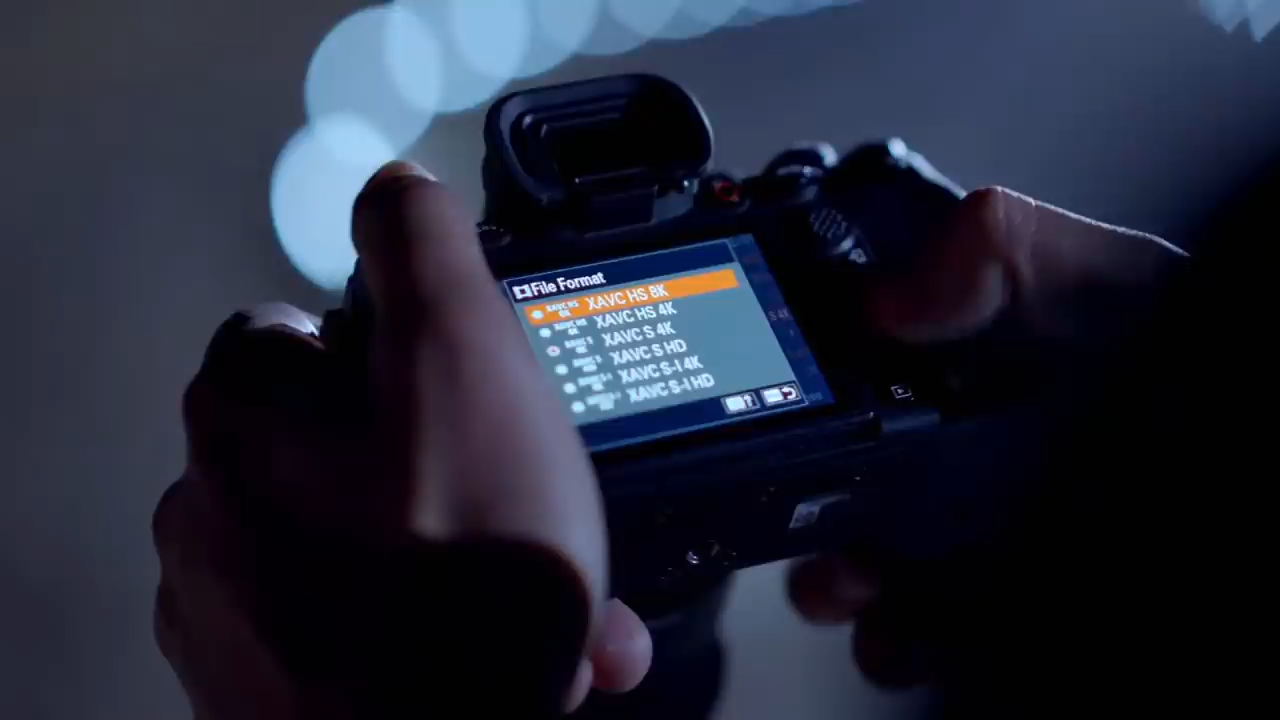 File Format
XAVC HS 8K
XAVC HS 4K
XAVC S 4K
XAVC S HD
XAVC S-I 4K
XAVC S-I HD